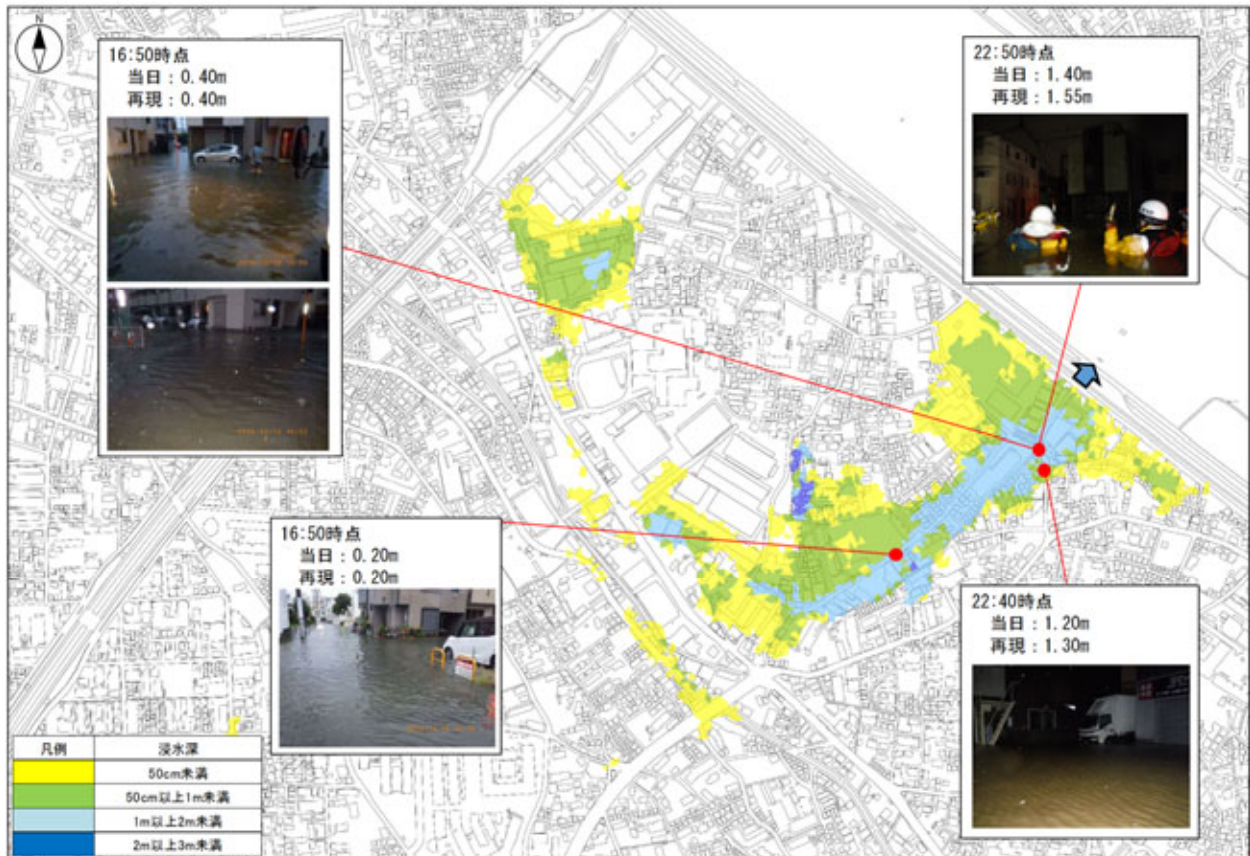 N
16:50時点
当日：0.40m
再現：0.40m
22:50時点
当日：1.40m
再現：1.55m
16:50時点
当日：0.20m
再現：0.20m
22:40時点
当日：1.20m
再現：1.30m
凡例 浸水深
50cm未満
50cm以上1m未満
1m以上2m未満
2m以上3m未満